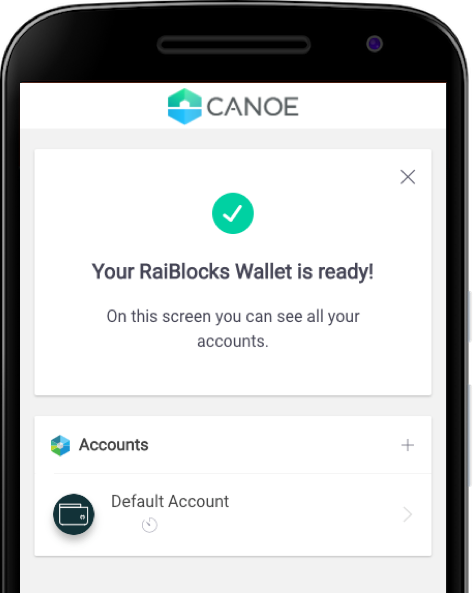 CANOE
Your RaiBlocks Wallet is ready!
On this screen you can see all your
accounts.
Accounts
Default Account